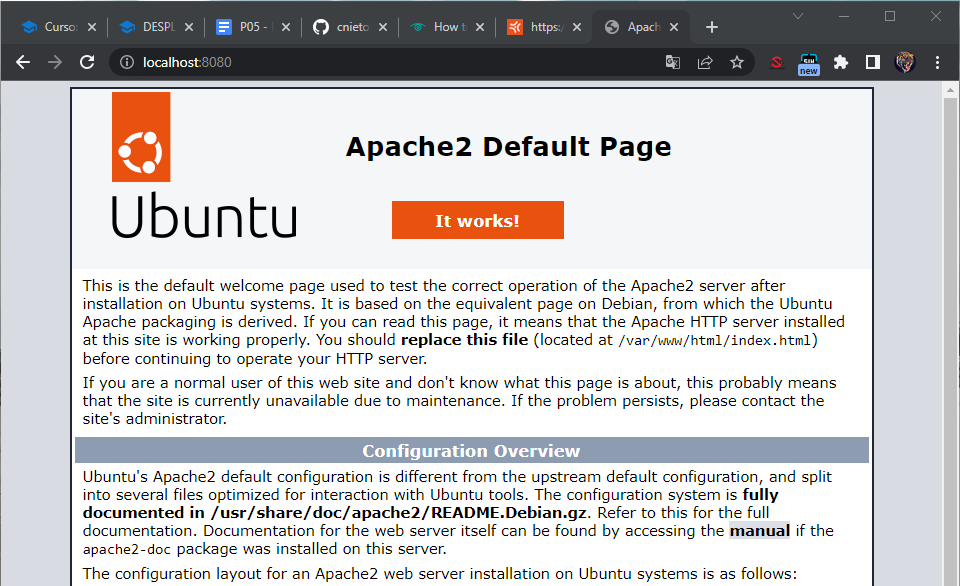 Curso:
DESPL
P05 -
cnieto
How t
https:/
Apach
localhost:8080
new
Apache2 Default Page
Ubuntu
It works!
This is the default welcome page used to test the correct operation of the Apache2 server after
installation on Ubuntu systems. It is based on the equivalent page on Debian, from which the Ubuntu
Apache packaging is derived. If you can read this page, it means that the Apache HTTP server installed
at this site is working properly. You should replace this file (located at /var/www/html/index.html)
before continuing to operate your HTTP server.
If you are a normal user of this web site and don't know what this page is about, this probably means
that the site is currently unavailable due to maintenance. If the problem persists, please contact the
site's administrator.
Configuration Overview
Ubuntu's Apache2 default configuration is different from the upstream default configuration, and split
into several files optimized for interaction with Ubuntu tools. The configuration system is fully
documented in /usr/share/doc/apache2/README.Debian.gz. Refer to this for the full
documentation. Documentation for the web server itself can be found by accessing the manual if the
apache2-doc package was installed on this server.
The configuration layout for an Apache2 web server installation on Ubuntu systems is as follows: